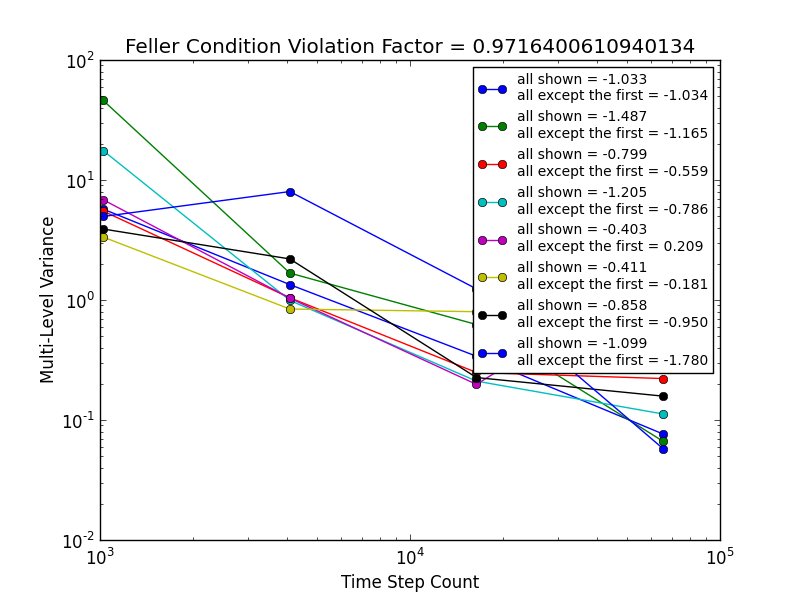 Feller Condition Violation Factor = 0.9716400610940134
10^2
10^1
10^0
10^-1
10^-2
Multi-Level Variance
all shown = -1.033
all except the first = -1.034
all shown = -1.487
all except the first = -1.165
all shown = -0.799
all except the first = -0.559
all shown = -1.205
all except the first = -0.786
all shown = -0.403
all except the first = 0.209
all shown = -0.411
all except the first = -0.181
all shown = -0.858
all except the first = -0.950
all shown = -1.099
all except the first = -1.780
10^3
10^4
10^5
Time Step Count